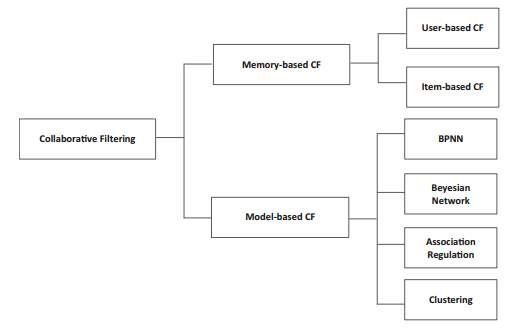 Collaborative Filtering
Memory-based CF
User-based CF
Item-based CF
Model-based CF
BPNN
Beyesian
Network
Association
Regulation
Clustering